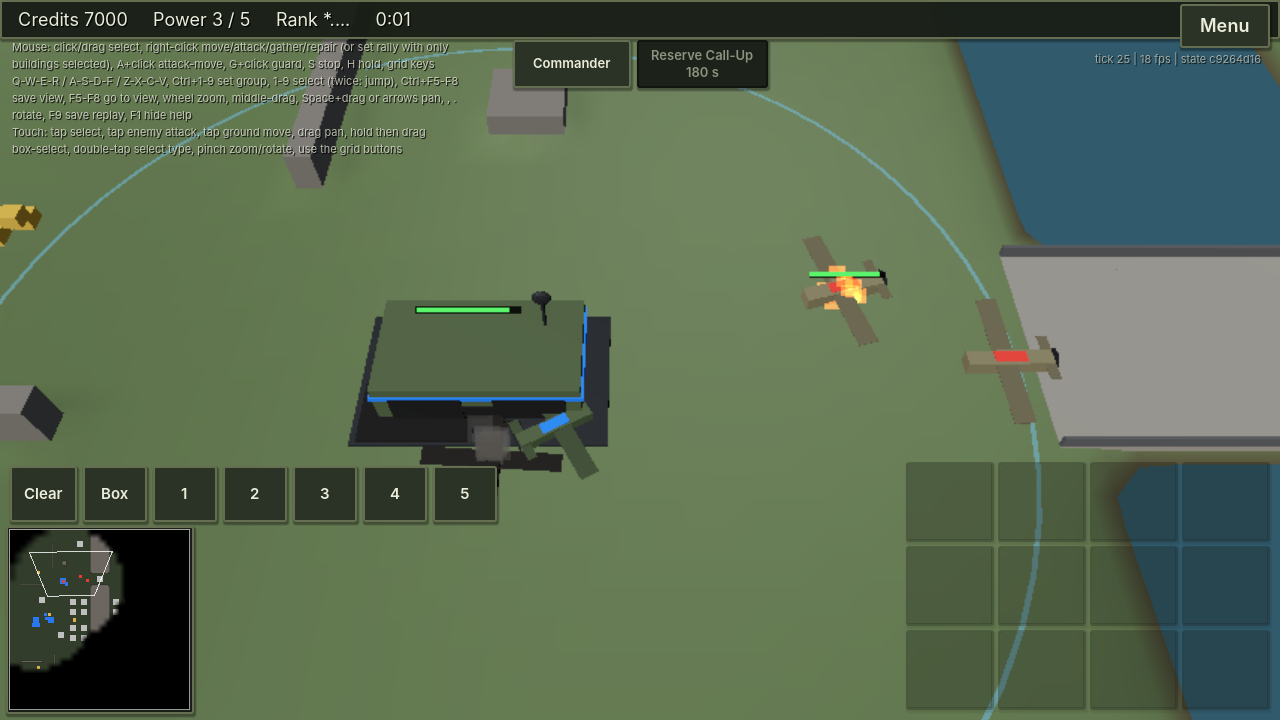 Credits 7000 Power 3 / 5 Rank *.... 0:01
Menu
Mouse: click/drag select, right-click move/attack/gather/repair (or set rally with only
buildings selected), A+click attack-move, G+click guard, S stop, H hold, grid keys
Q-W-E-R / A-S-D-F / Z-X-C-V, Ctrl+1-9 set group, 1-9 select (twice: jump), Ctrl+F5-F8
save view, F5-F8 go to view, wheel zoom, middle-drag, Space+drag or arrows pan, , .
rotate, F9 save replay, F1 hide help
Touch: tap select, tap enemy attack, tap ground move, drag pan, hold then drag
box-select, double-tap select type, pinch zoom/rotate, use the grid buttons
Commander
Reserve Call-Up
180 s
tick 25 | 18 fps | state c9264d16
Clear Box 1 2 3 4 5